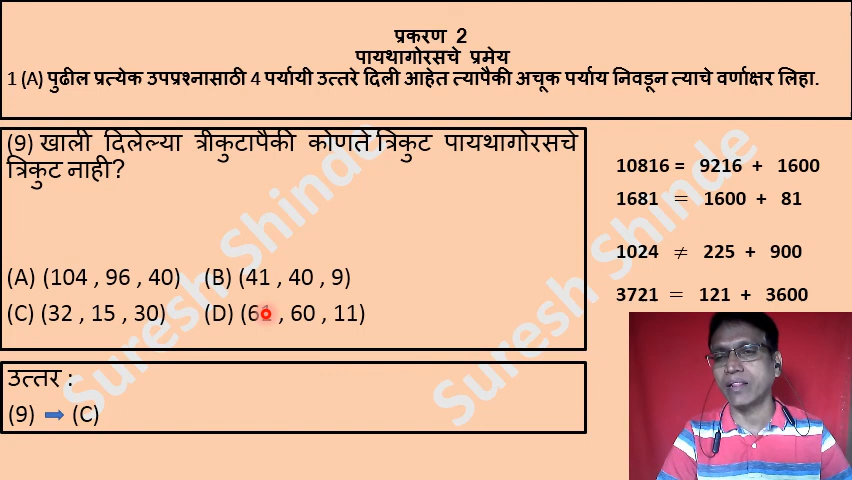 प्रकरण 2
पायथागोरसचे प्रमेय
1 (A) पुढील प्रत्येक उपप्रश्नासाठी 4 पर्यायी उत्तरे दिली आहेत त्यापैकी अचूक पर्याय निवडून त्याचे वर्णाक्षर लिहा.
(9) खाली दिलेल्या त्रीकुटापैकी कोणते त्रिकुट पायथागोरसचे
त्रिकुट नाही?
(A) (104 , 96 , 40) (B) (41 , 40 , 9)
(C) (32 , 15 , 30) (D) (61 , 60 , 11)
उत्तर :
(9) ➡ (C)
10816 = 9216 + 1600
1681 = 1600 + 81
1024 ≠ 225 + 900
3721 = 121 + 3600
Suresh Shinde
Suresh Shinde